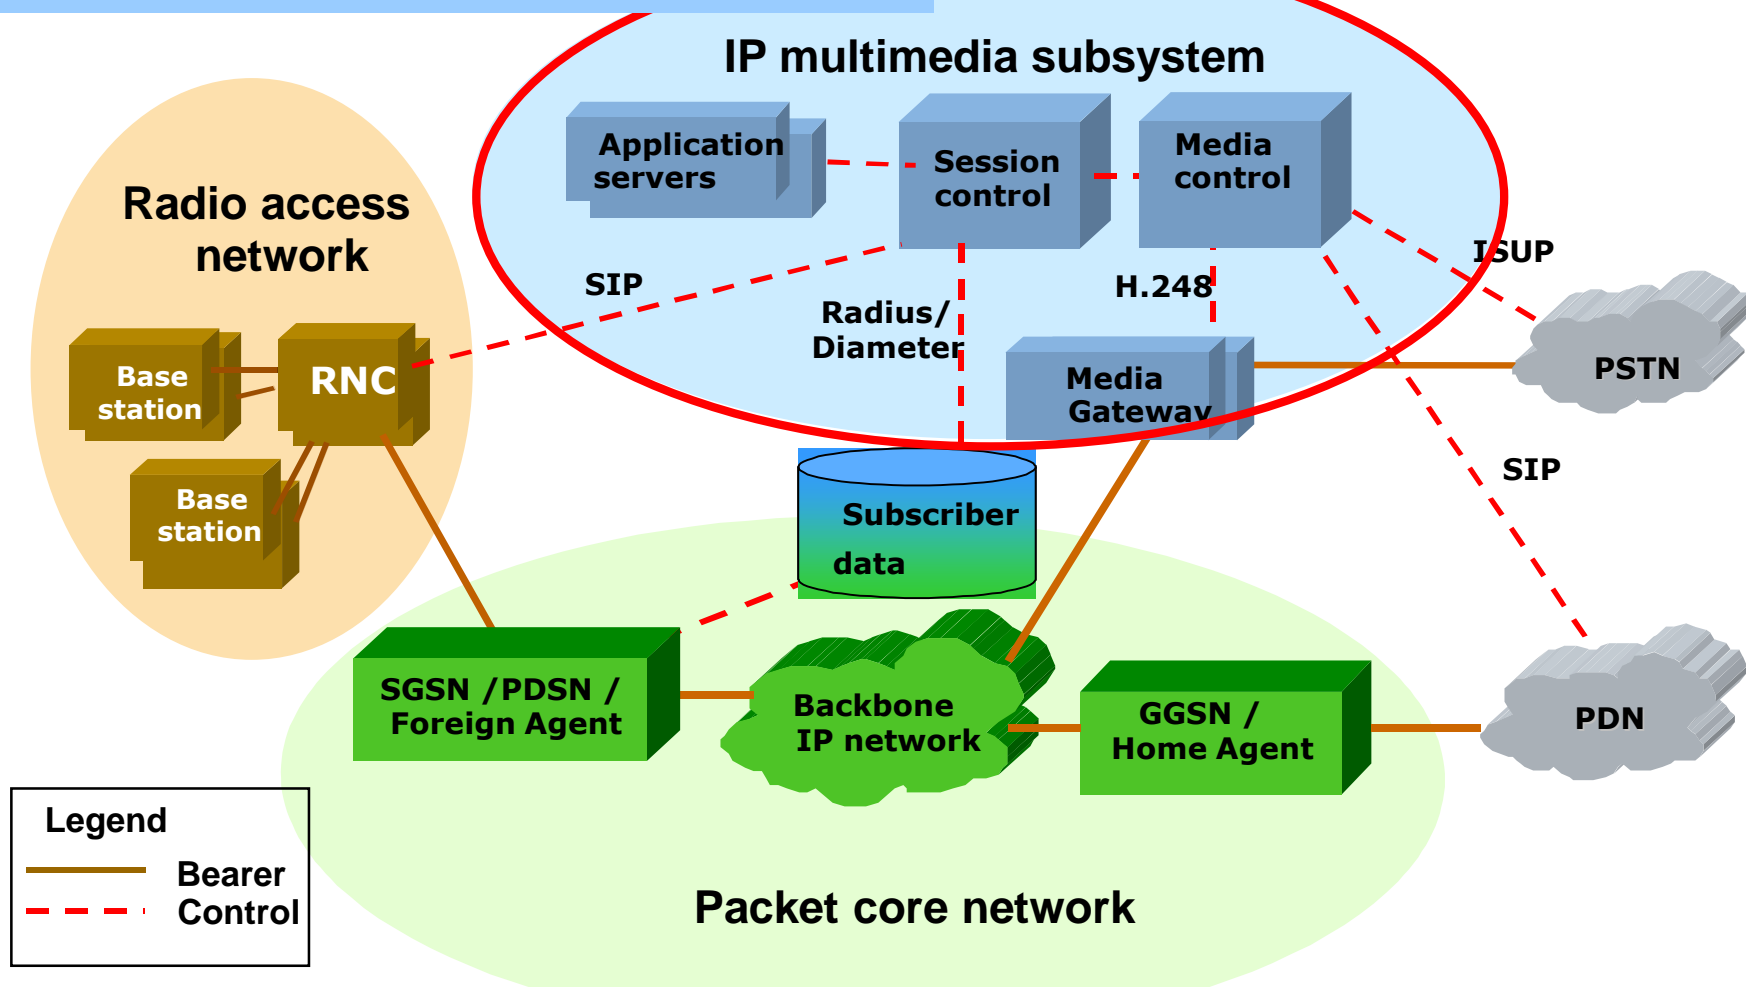 IP multimedia subsystem
Application
servers
Session
control
Media
control
Radio access
network
SIP
Radius/
Diameter
H.248
ISUP
Base
station
RNC
Media
Gateway
PSTN
Base
station
Subscriber
data
SIP
SGSN /PDSN /
Foreign Agent
Backbone
IP network
GGSN /
Home Agent
PDN
Legend
Bearer
Control
Packet core network